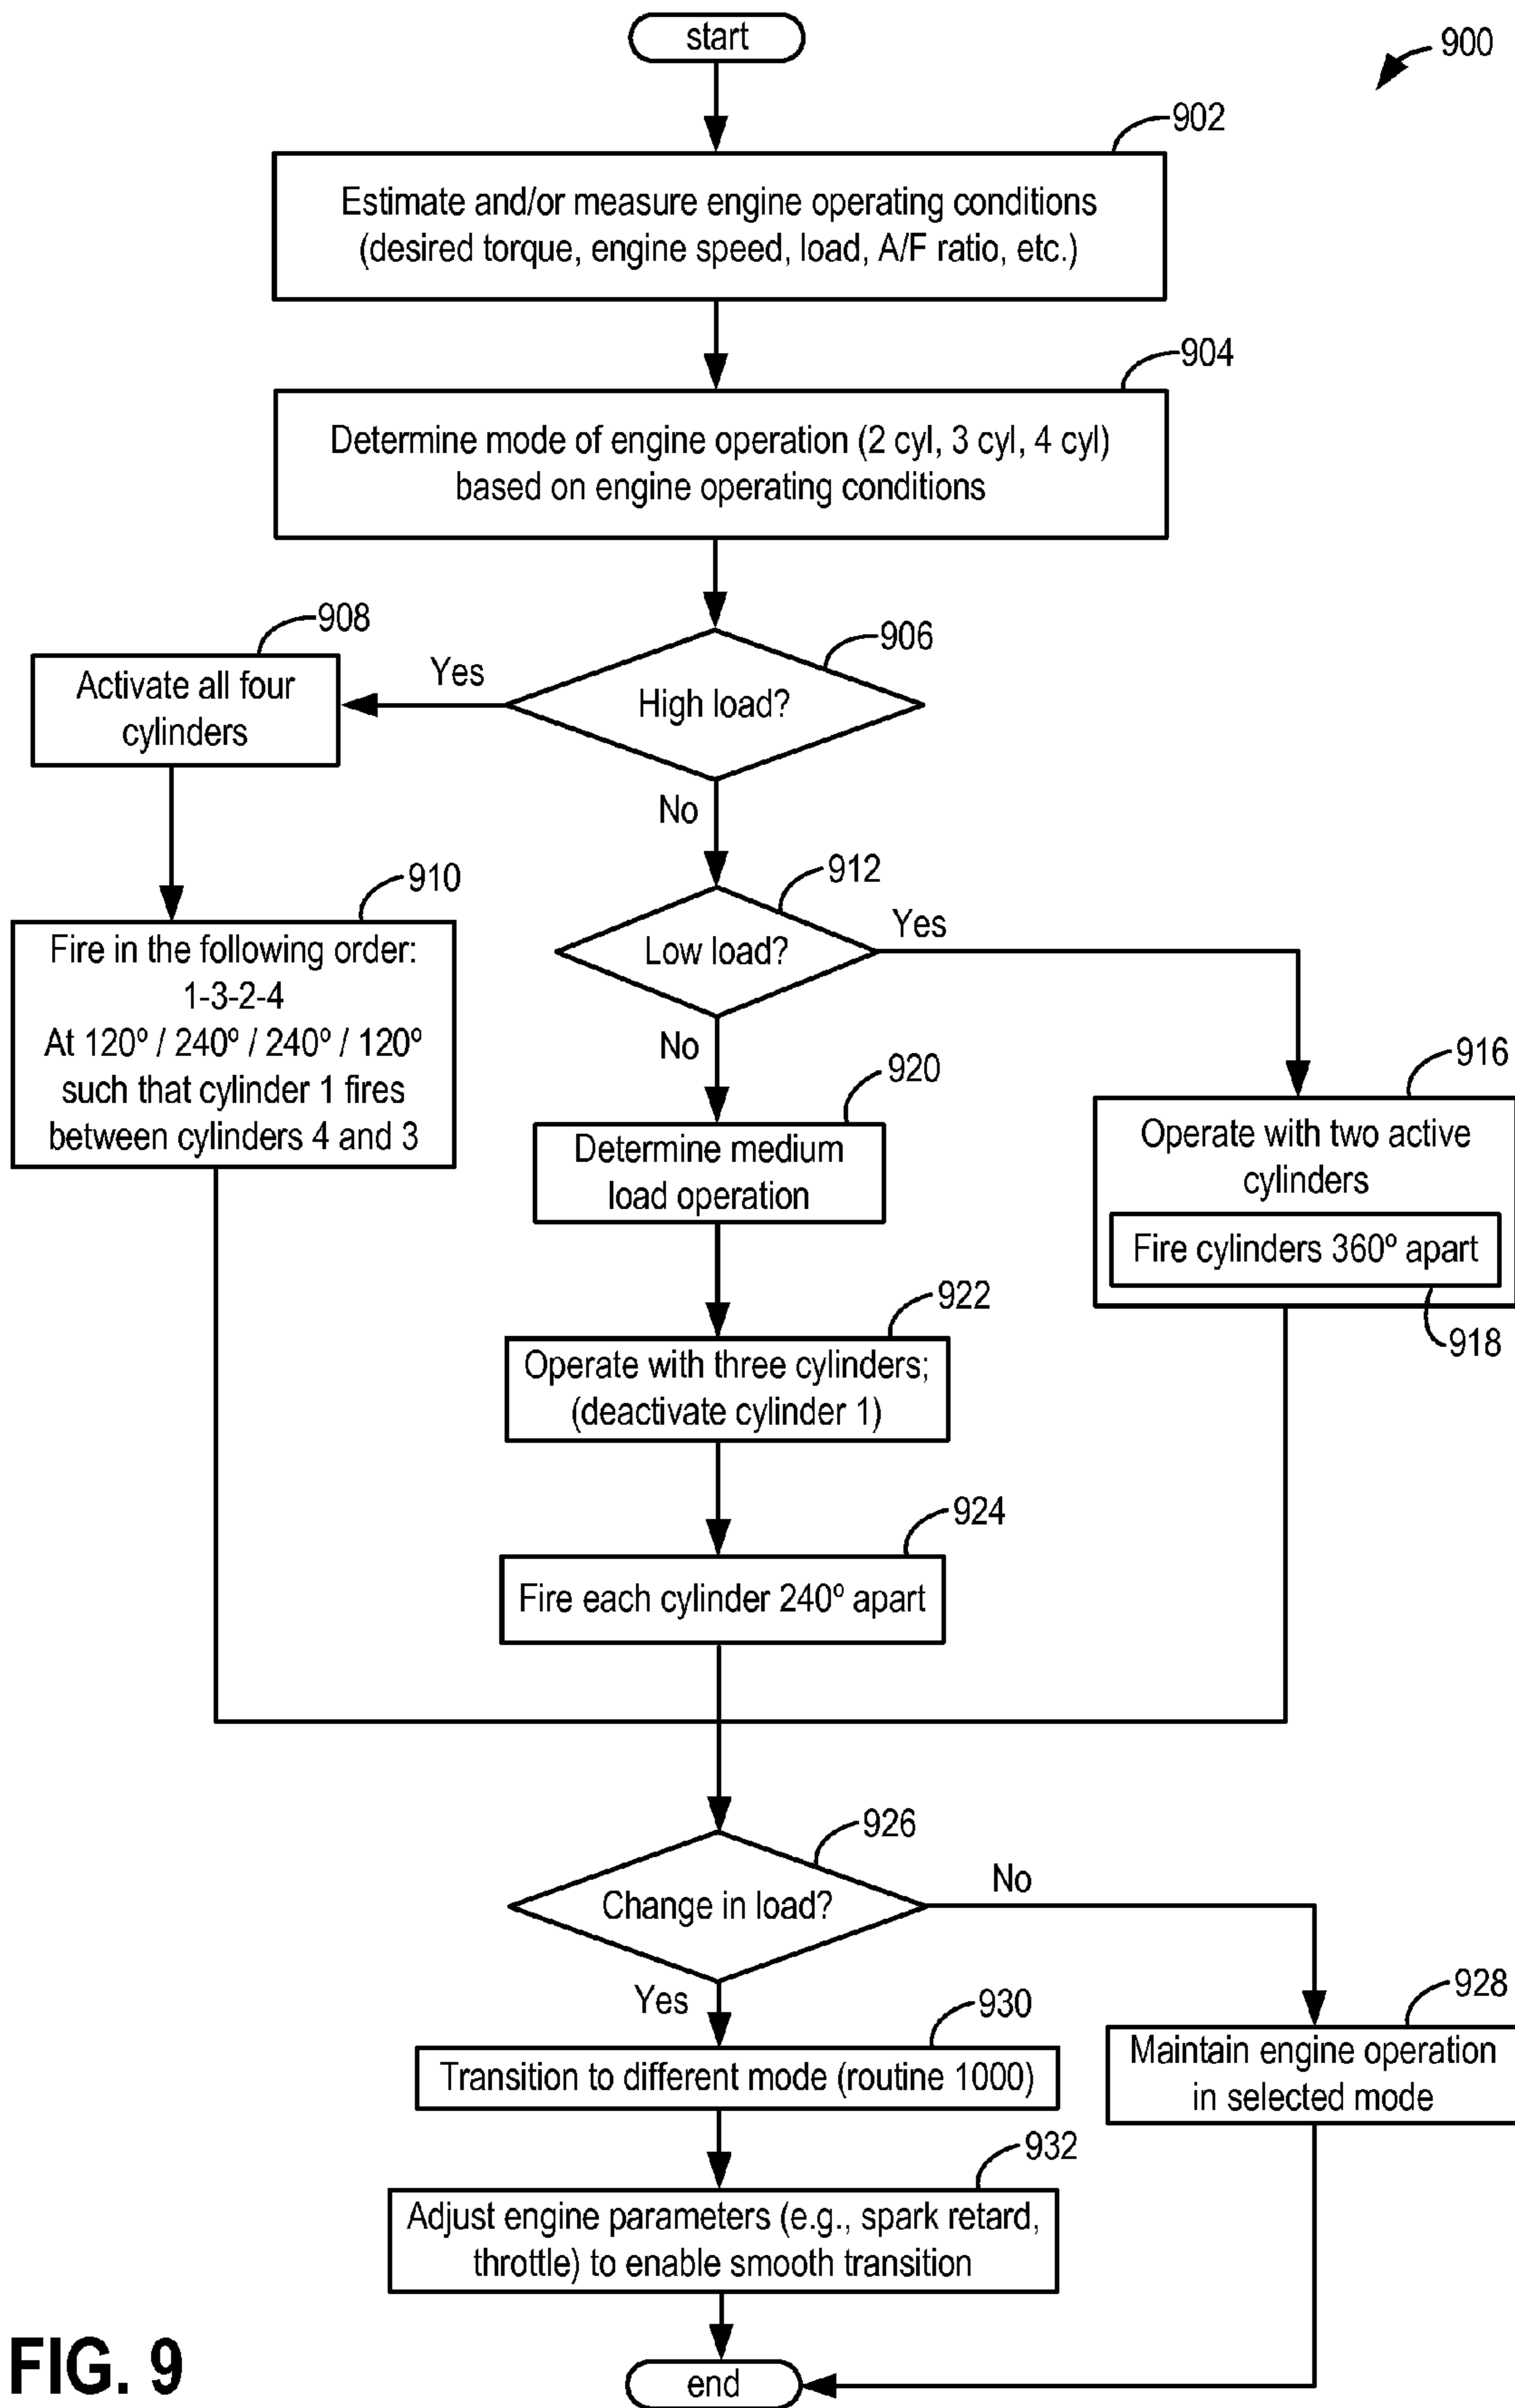 start
900
902
Estimate and/or measure engine operating conditions
(desired torque, engine speed, load, A/F ratio, etc.)
904
Determine mode of engine operation (2 cyl, 3 cyl, 4 cyl)
based on engine operating conditions
908
906
Activate all four
cylinders
Yes
High load?
No
910
912
Fire in the following order:
1-3-2-4
At 120º / 240º / 240º / 120º
such that cylinder 1 fires
between cylinders 4 and 3
Low load?
Yes
No
920
916
Determine medium
load operation
Operate with two active
cylinders
Fire cylinders 360º apart
918
922
Operate with three cylinders;
(deactivate cylinder 1)
924
Fire each cylinder 240º apart
926
Change in load?
No
Yes
930
928
Transition to different mode (routine 1000)
Maintain engine operation
in selected mode
932
Adjust engine parameters (e.g., spark retard,
throttle) to enable smooth transition
end
FIG. 9